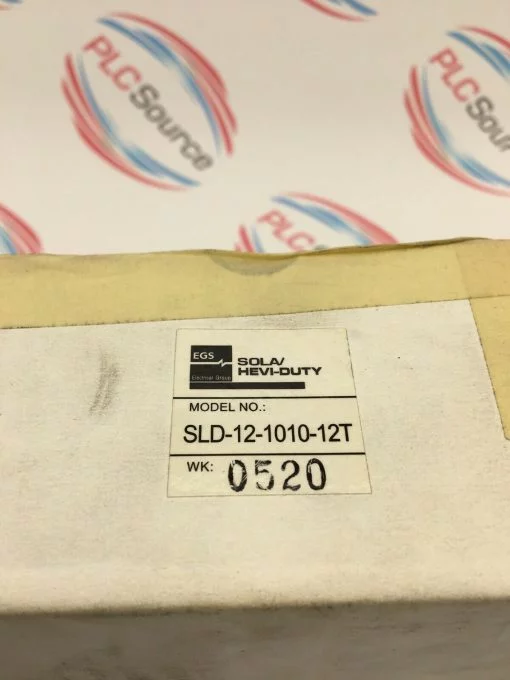 PLC Source
PLC Source
PLC Source
EGS
Electrical Group
SOLA/
HEVI-DUTY
MODEL NO.:
SLD-12-1010-12T
WK: 0520